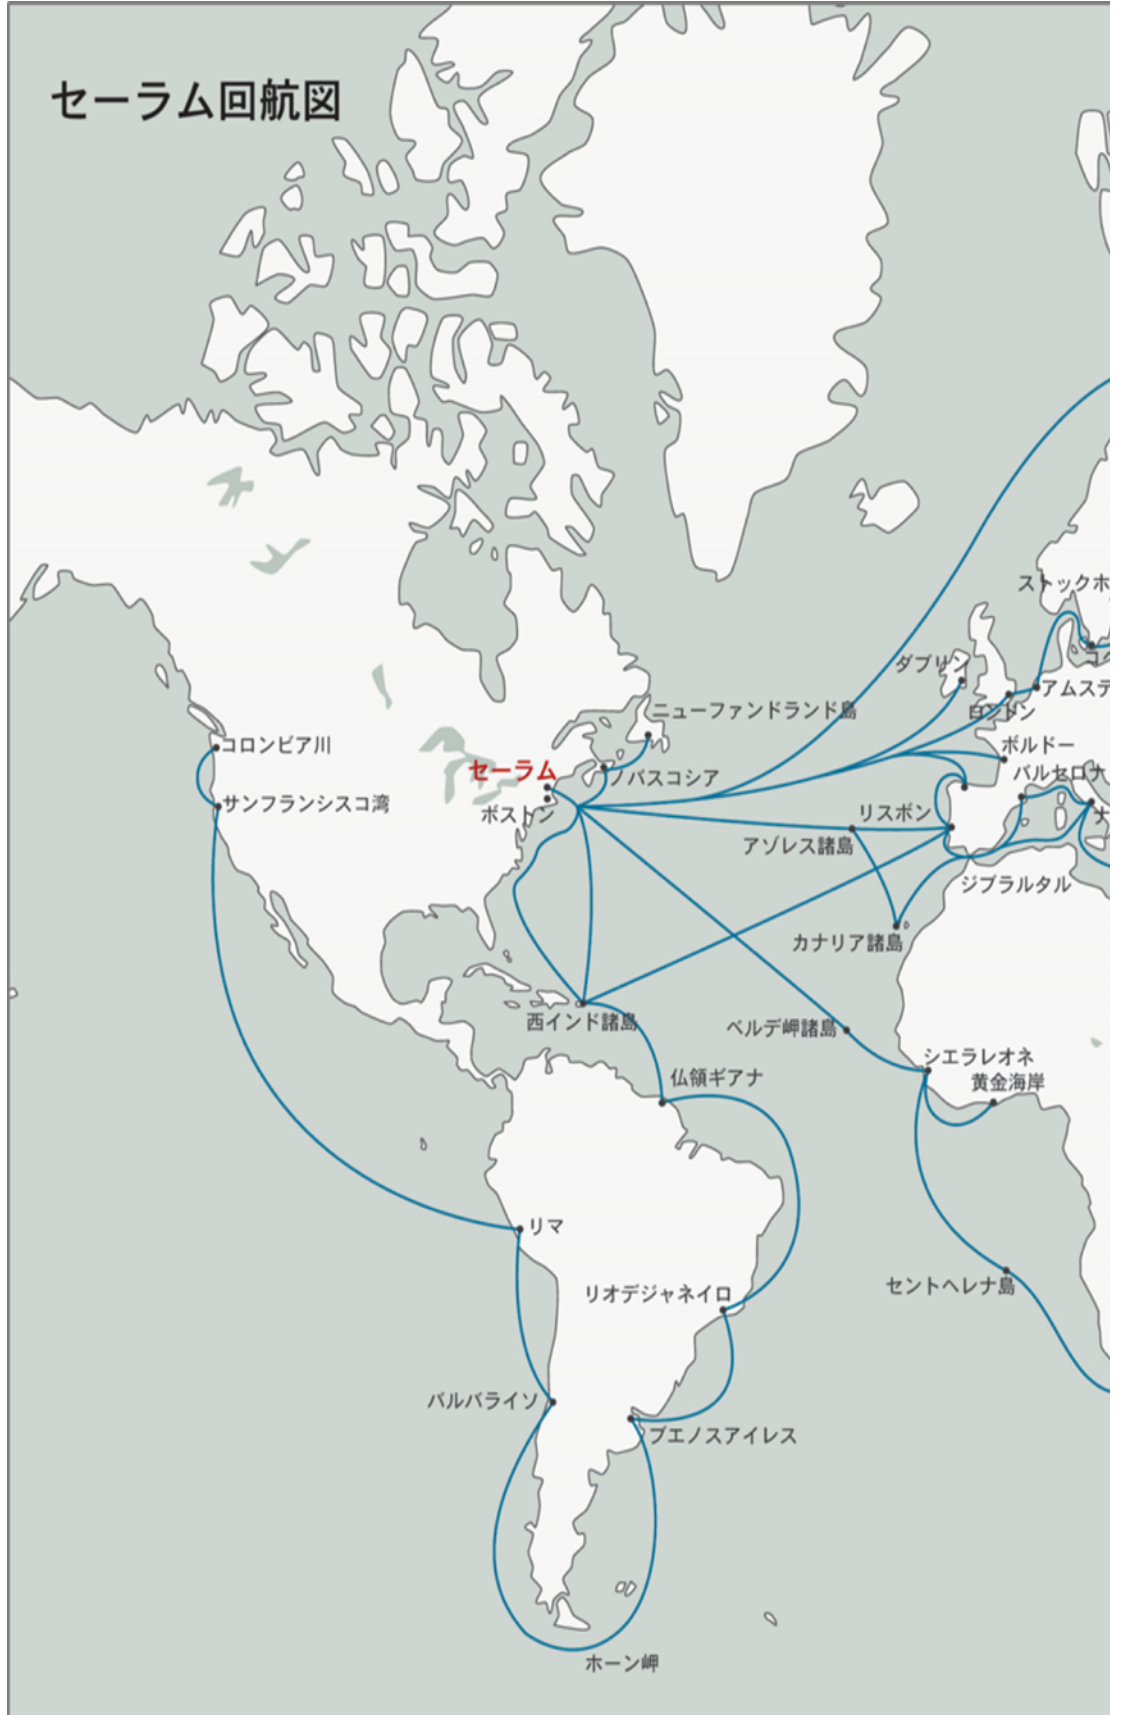 セーラム回航図
ストックホ
ダブリン
コペ
アムステ
ロンドン
ニューファンドランド島
ボルドー
コロンビア川
セーラム
ノバスコシア
バルセロナ
サンフランシスコ湾
ボストン
リスボン
ナ
アゾレス諸島
ジブラルタル
カナリア諸島
西インド諸島
ベルデ岬諸島
シエラレオネ
仏領ギアナ
黄金海岸
リマ
セントヘレナ島
リオデジャネイロ
バルバライソ
ブエノスアイレス
ホーン岬